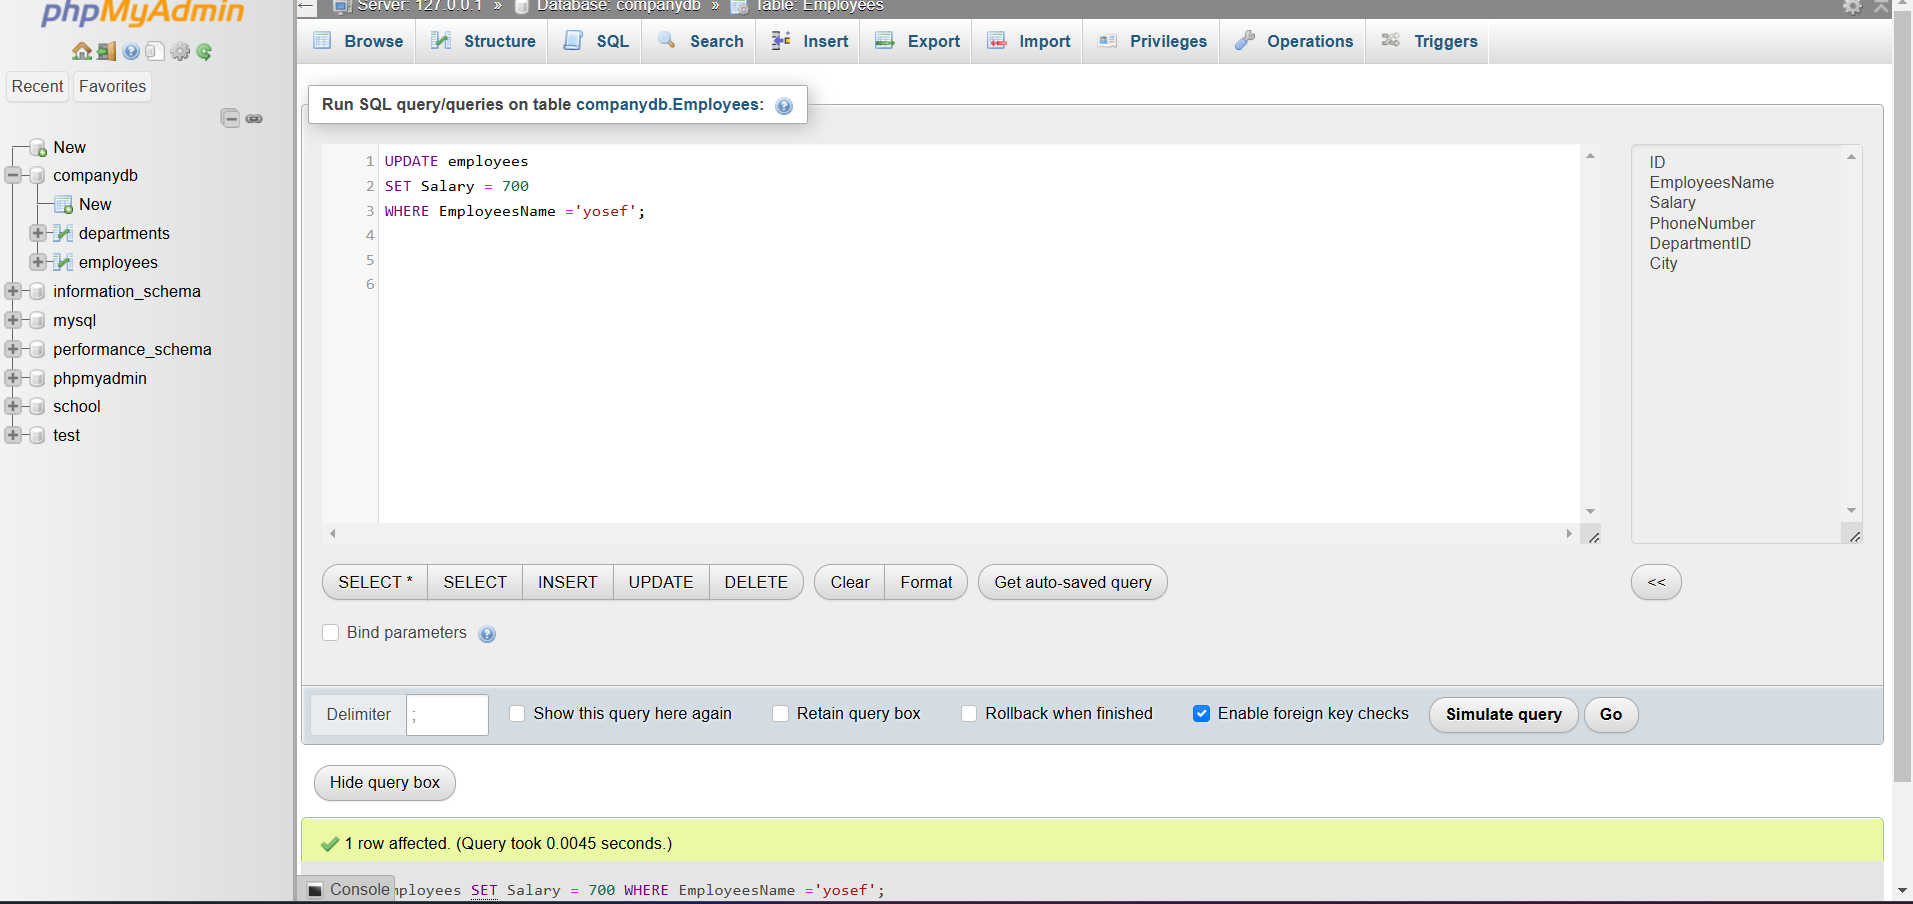 phpMyAdmin
Server: 127.0.0.1 » Database: companydb » Table: Employees
Browse Structure SQL Search Insert Export Import Privileges Operations Triggers
Recent Favorites
New
companydb
New
departments
employees
information_schema
mysql
performance_schema
phpmyadmin
school
test
Run SQL query/queries on table companydb.Employees:
1 UPDATE employees
2 SET Salary = 700
3 WHERE EmployeesName ='yosef';
4
5
6
ID
EmployeesName
Salary
PhoneNumber
DepartmentID
City
SELECT * SELECT INSERT UPDATE DELETE Clear Format Get auto-saved query <<
Bind parameters
Delimiter ; Show this query here again Retain query box Rollback when finished Enable foreign key checks Simulate query Go
Hide query box
1 row affected. (Query took 0.0045 seconds.)
Console mployees SET Salary = 700 WHERE EmployeesName ='yosef';